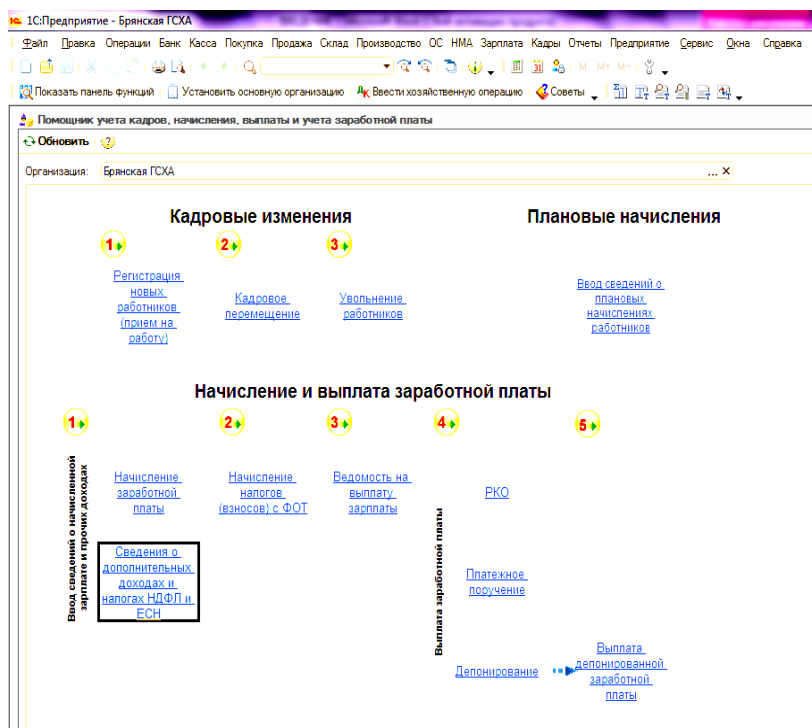 1С:Предприятие - Брянская ГСХА
Файл Правка Операции Банк Касса Покупка Продажа Склад Производство ОС НМА Зарплата Кадры Отчеты Предприятие Сервис Окна Справка
M M+ M-
Показать панель функций Установить основную организацию Ввести хозяйственную операцию Советы
Помощник учета кадров, начисления, выплаты и учета заработной платы
Обновить
Организация: Брянская ГСХА ... X
Кадровые изменения
Плановые начисления
1
2
3
Регистрация
новых
работников
(прием на
работу)
Кадровое
перемещение
Увольнение
работников
Ввод сведений о
плановых
начислениях
работников
Начисление и выплата заработной платы
1
2
3
4
5
Ввод сведений о начисленной
зарплате и прочих доходах
Начисление
заработной
платы
Начисление
налогов
(взносов) с ФОТ
Ведомость на
выплату
зарплаты
Выплата заработной платы
РКО
Сведения о
дополнительных
доходах и
налогах НДФЛ и
ЕСН
Платежное
поручение
Депонирование
Выплата
депонированной
заработной
платы